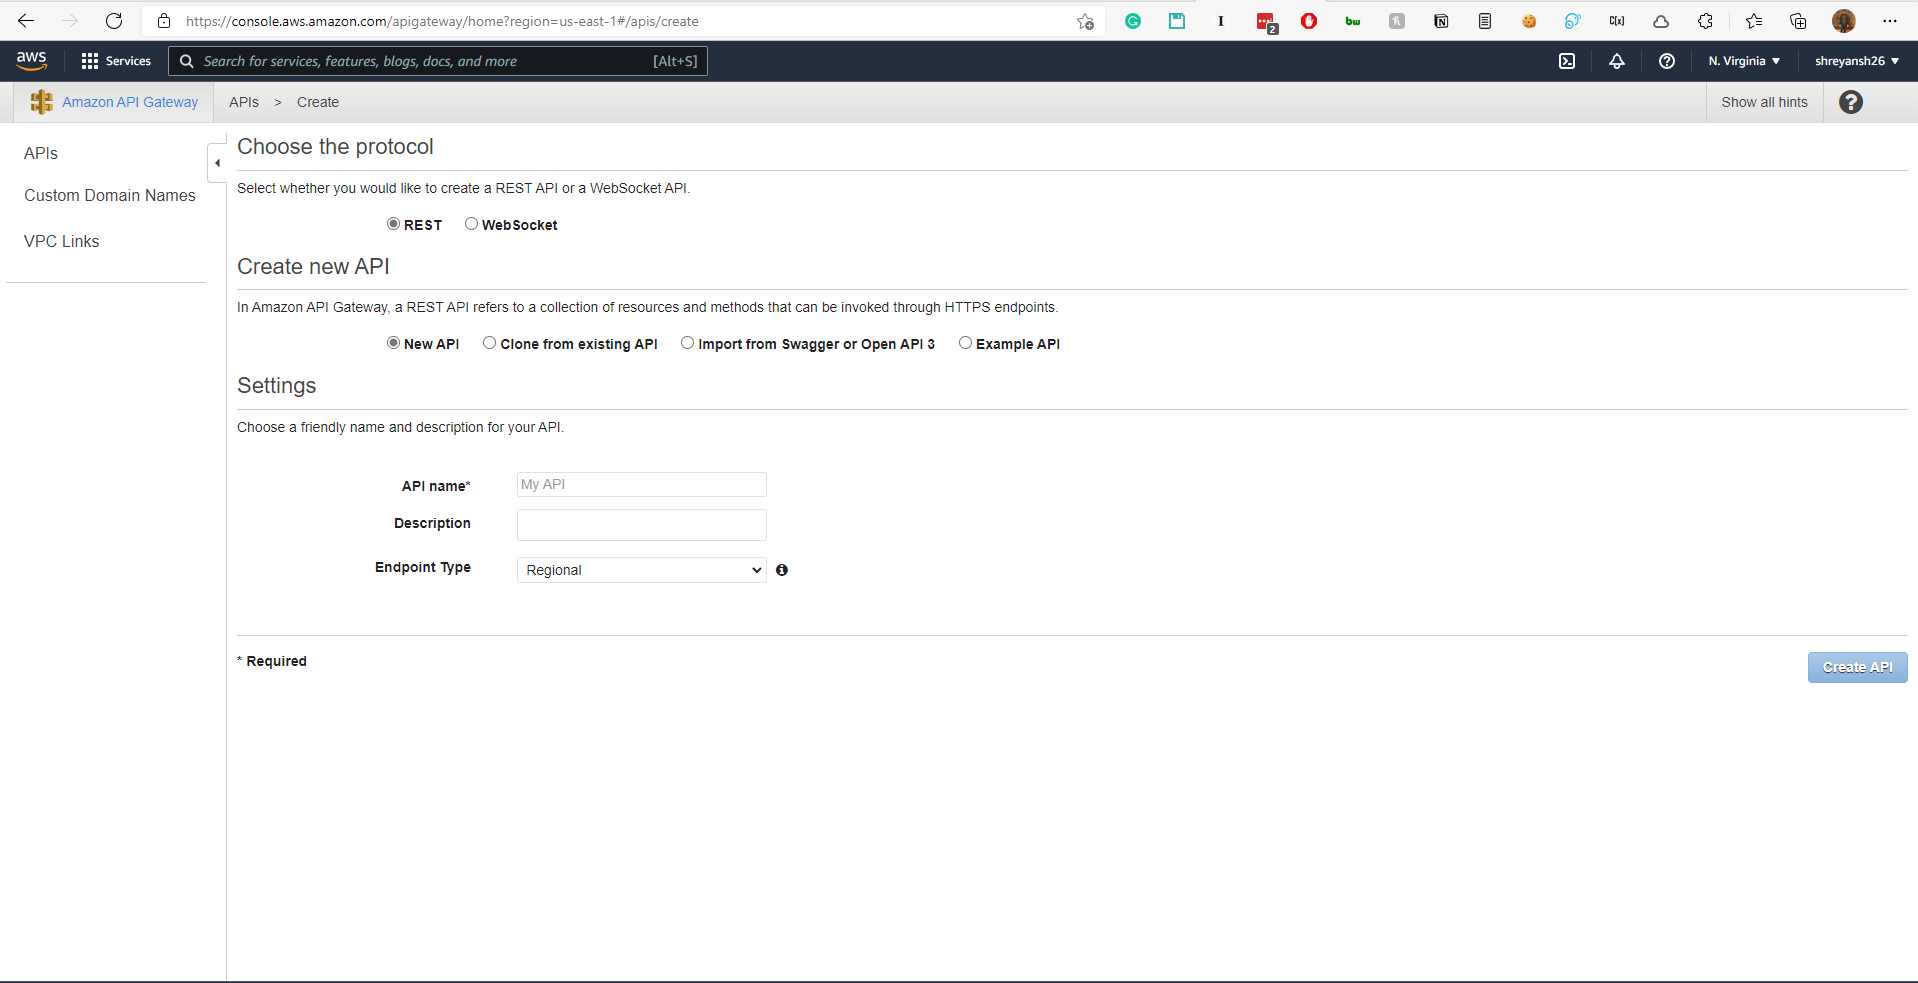 https://console.aws.amazon.com/apigateway/home?region=us-east-1#/apis/create
I
2
bw
C[x]
aws
Services
Search for services, features, blogs, docs, and more [Alt+S]
N. Virginia ▼
shreyansh26 ▼
Amazon API Gateway
APIs > Create
Show all hints
?
APIs
Custom Domain Names
VPC Links
Choose the protocol
Select whether you would like to create a REST API or a WebSocket API.
REST WebSocket
Create new API
In Amazon API Gateway, a REST API refers to a collection of resources and methods that can be invoked through HTTPS endpoints.
New API Clone from existing API Import from Swagger or Open API 3 Example API
Settings
Choose a friendly name and description for your API.
API name* My API
Description
Endpoint Type Regional
* Required
Create API